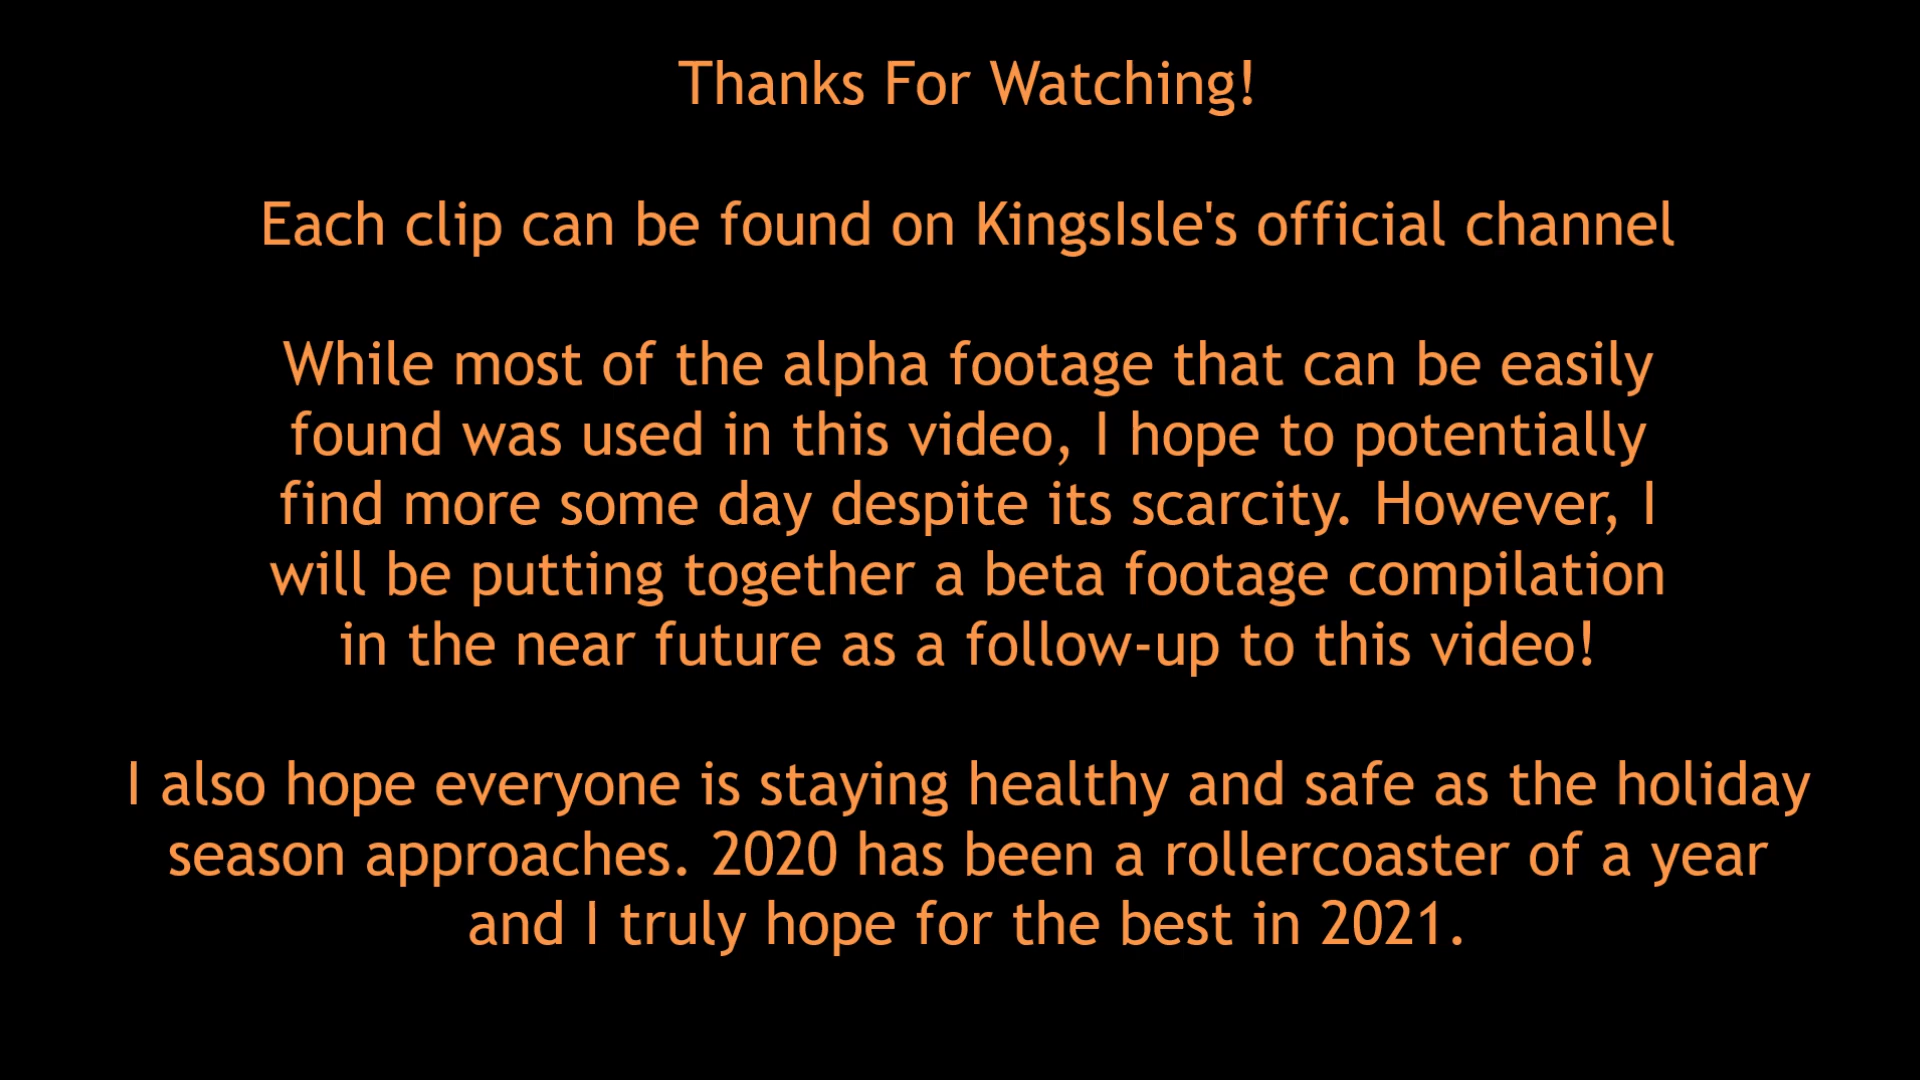 Thanks For Watching!
Each clip can be found on KingsIsle's official channel
While most of the alpha footage that can be easily
found was used in this video, I hope to potentially
find more some day despite its scarcity. However, I
will be putting together a beta footage compilation
in the near future as a follow-up to this video!
I also hope everyone is staying healthy and safe as the holiday
season approaches. 2020 has been a rollercoaster of a year
and I truly hope for the best in 2021.